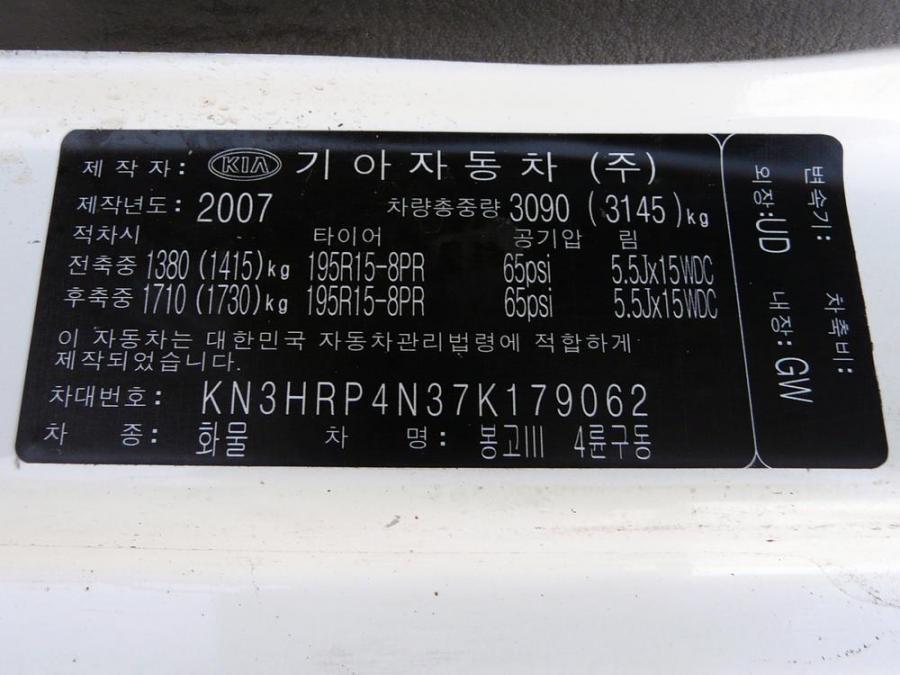 제작자: KIA 기아자동차 (주)
제작년도: 2007 차량총중량 3090 (3145)kg
적차시 타이어 공기압 림
전축중 1380 (1415)kg 195R15-8PR 65psi 5.5Jx15WDC
후축중 1710 (1730)kg 195R15-8PR 65psi 5.5Jx15WDC
이 자동차는 대한민국 자동차관리법령에 적합하게
제작되었습니다.
차대번호: KN3HRP4N37K179062
차 종: 화물 차 명: 봉고III 4륜구동
변속기: 차축비:
외장:UD 내장:GW